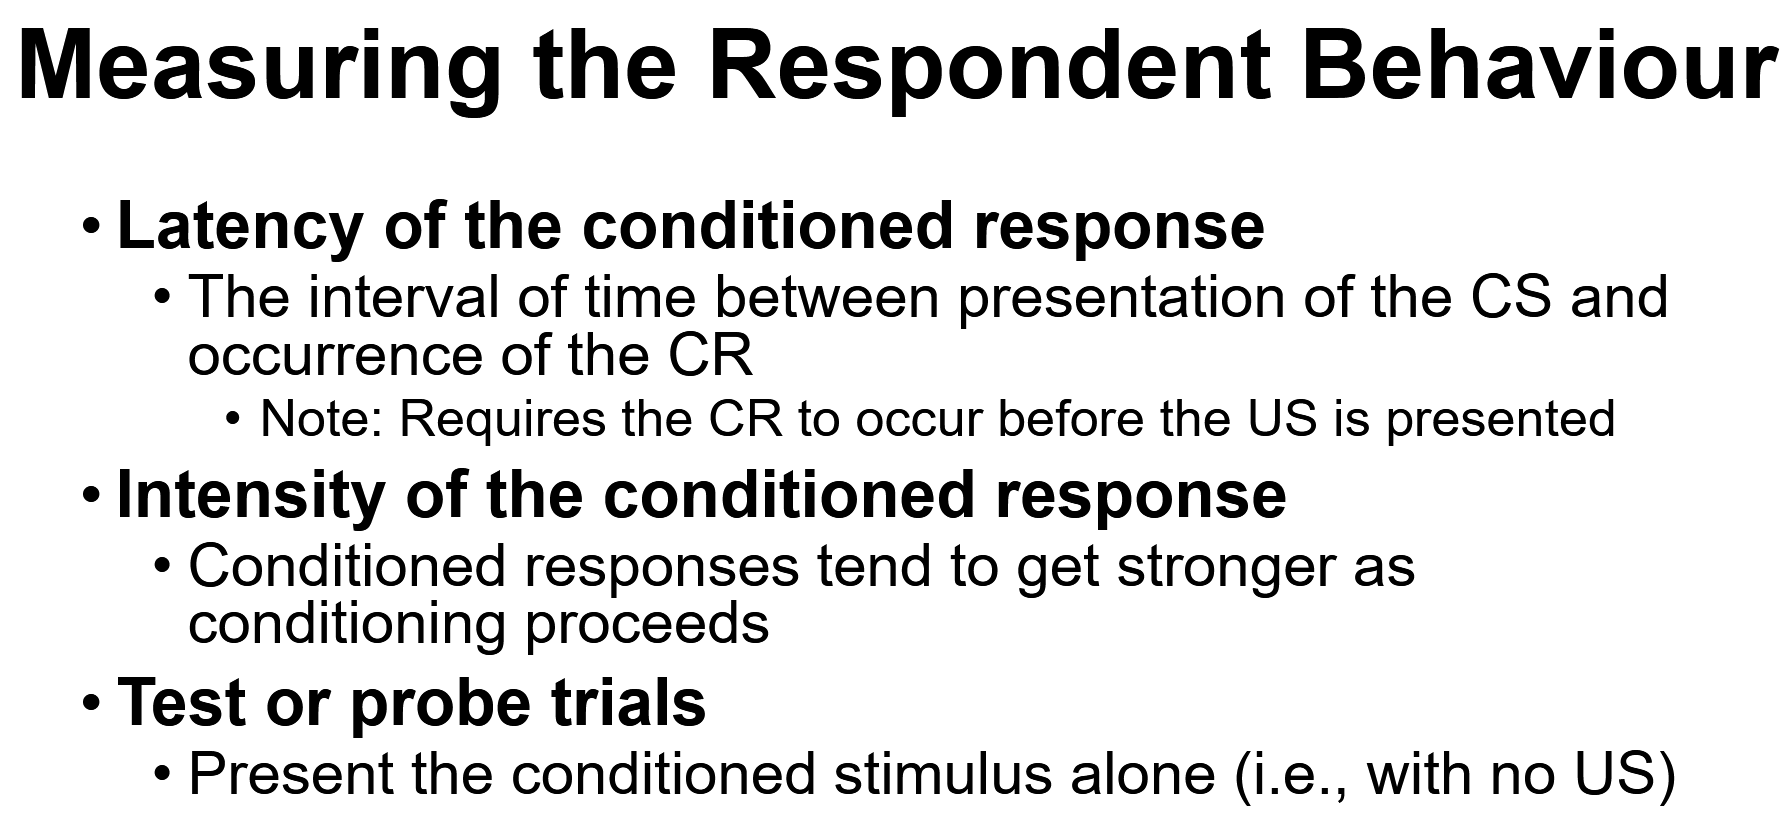 Measuring the Respondent Behaviour
• Latency of the conditioned response
• The interval of time between presentation of the CS and
occurrence of the CR
• Note: Requires the CR to occur before the US is presented
• Intensity of the conditioned response
• Conditioned responses tend to get stronger as
conditioning proceeds
• Test or probe trials
• Present the conditioned stimulus alone (i.e., with no US)